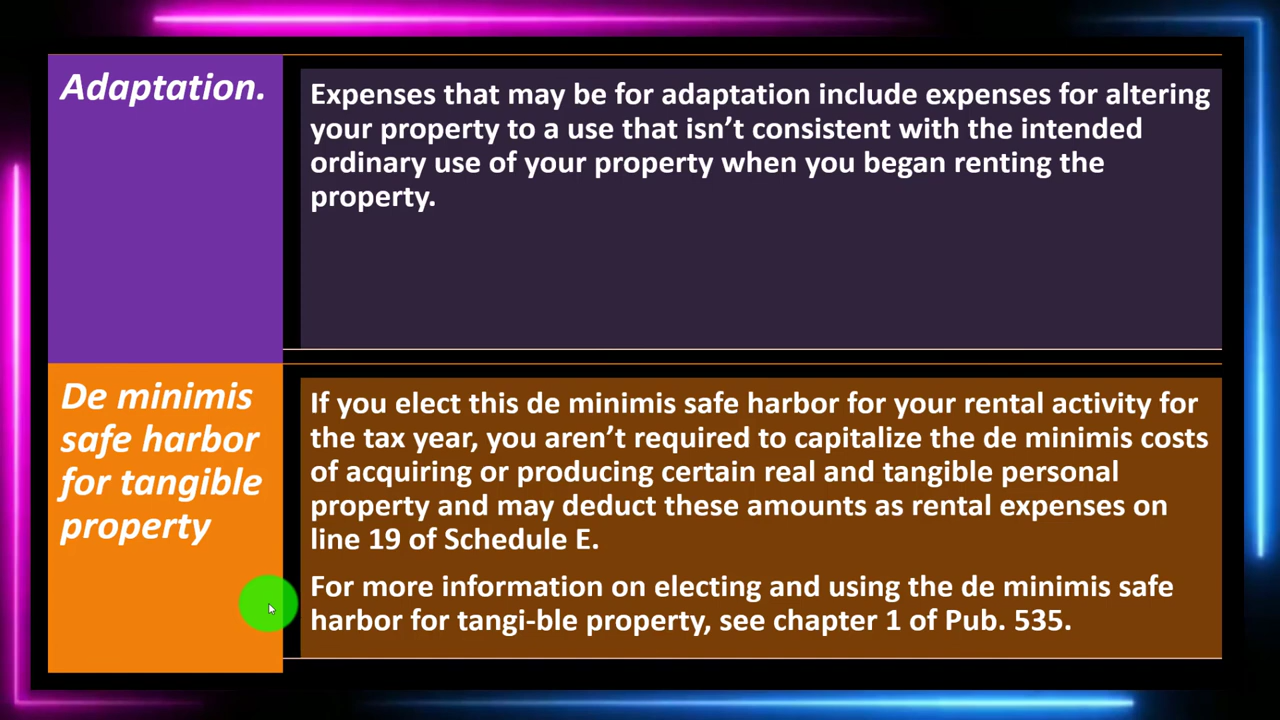 Adaptation.
Expenses that may be for adaptation include expenses for altering
your property to a use that isn't consistent with the intended
ordinary use of your property when you began renting the
property.
De minimis
safe harbor
for tangible
property
If you elect this de minimis safe harbor for your rental activity for
the tax year, you aren't required to capitalize the de minimis costs
of acquiring or producing certain real and tangible personal
property and may deduct these amounts as rental expenses on
line 19 of Schedule E.
For more information on electing and using the de minimis safe
harbor for tangi-ble property, see chapter 1 of Pub. 535.